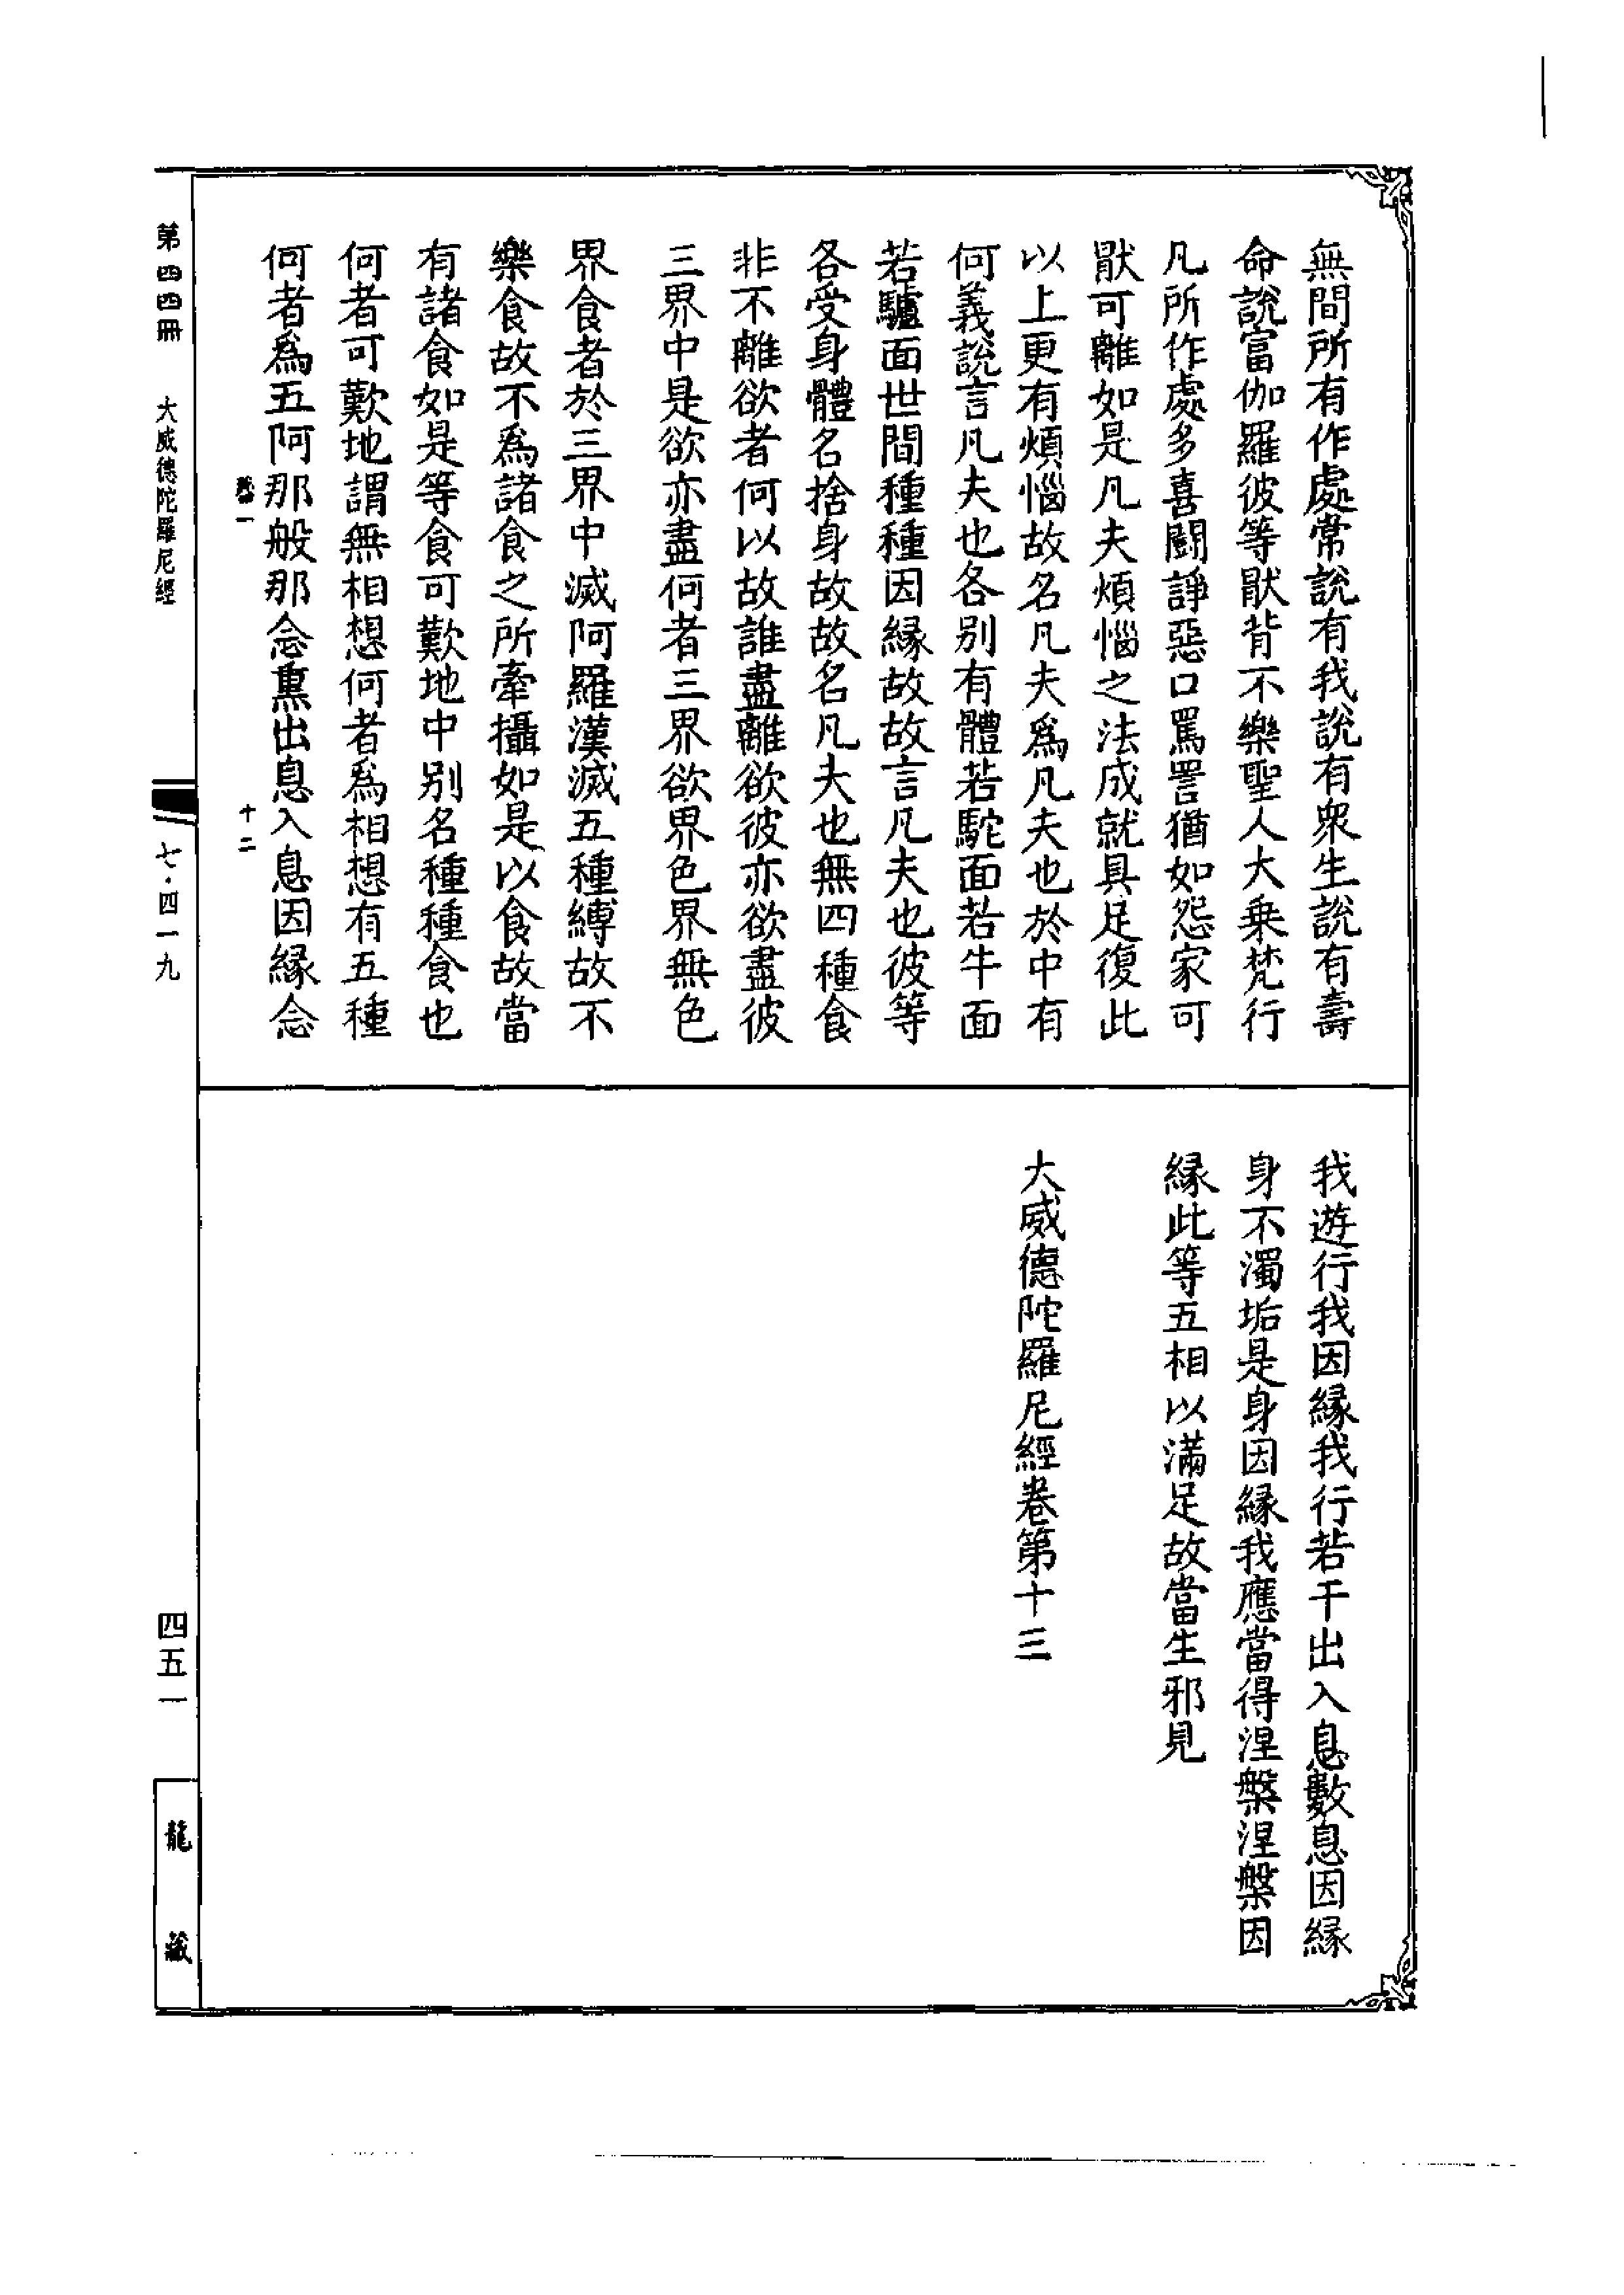 無間所有作處常說有我說有衆生說有壽
命說富伽羅彼等猒背不樂聖人大乗梵行
凡所作處多喜鬪諍惡口罵詈猶如怨家可
猒可離如是凡夫煩惱之法成就具足復此
以上更有煩惱故名凡夫爲凡夫也於中有
何義說言凡夫也各别有體若駝面若牛面
若驢面世間種種因縁故故言凡夫也彼等
各受身體名捨身故故名凡夫也無四種食
非不離欲者何以故誰盡離欲彼亦欲盡彼
三界中是欲亦盡何者三界欲界色界無色
界食者於三界中滅阿羅漢滅五種縛故不
樂食故不爲諸食之所牽攝如是以食故當
有諸食如是等食可歎地中别名種種食也
何者可歎地謂無相想何者爲相想有五種
何者爲五阿那般那念熏出息入息因縁念
十二
我遊行我因縁我行若干出入息數息因縁
身不濁垢是身因縁我應當得涅槃涅槃因
縁此等五相以滿足故當生邪見
大威德陀羅尼經卷第十三
第四四冊 大威德陀羅尼經 七·四一九 四五一
龍藏